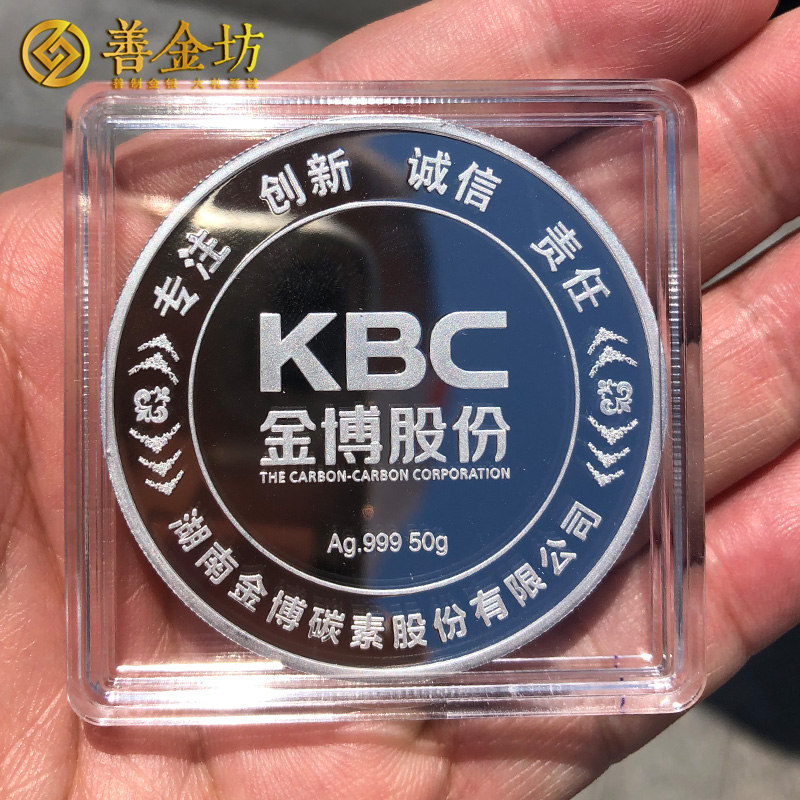 善金坊
专注 创新 诚信 责任
KBC
金博股份
THE CARBON-CARBON CORPORATION
Ag.999 50g
湖南金博碳素股份有限公司